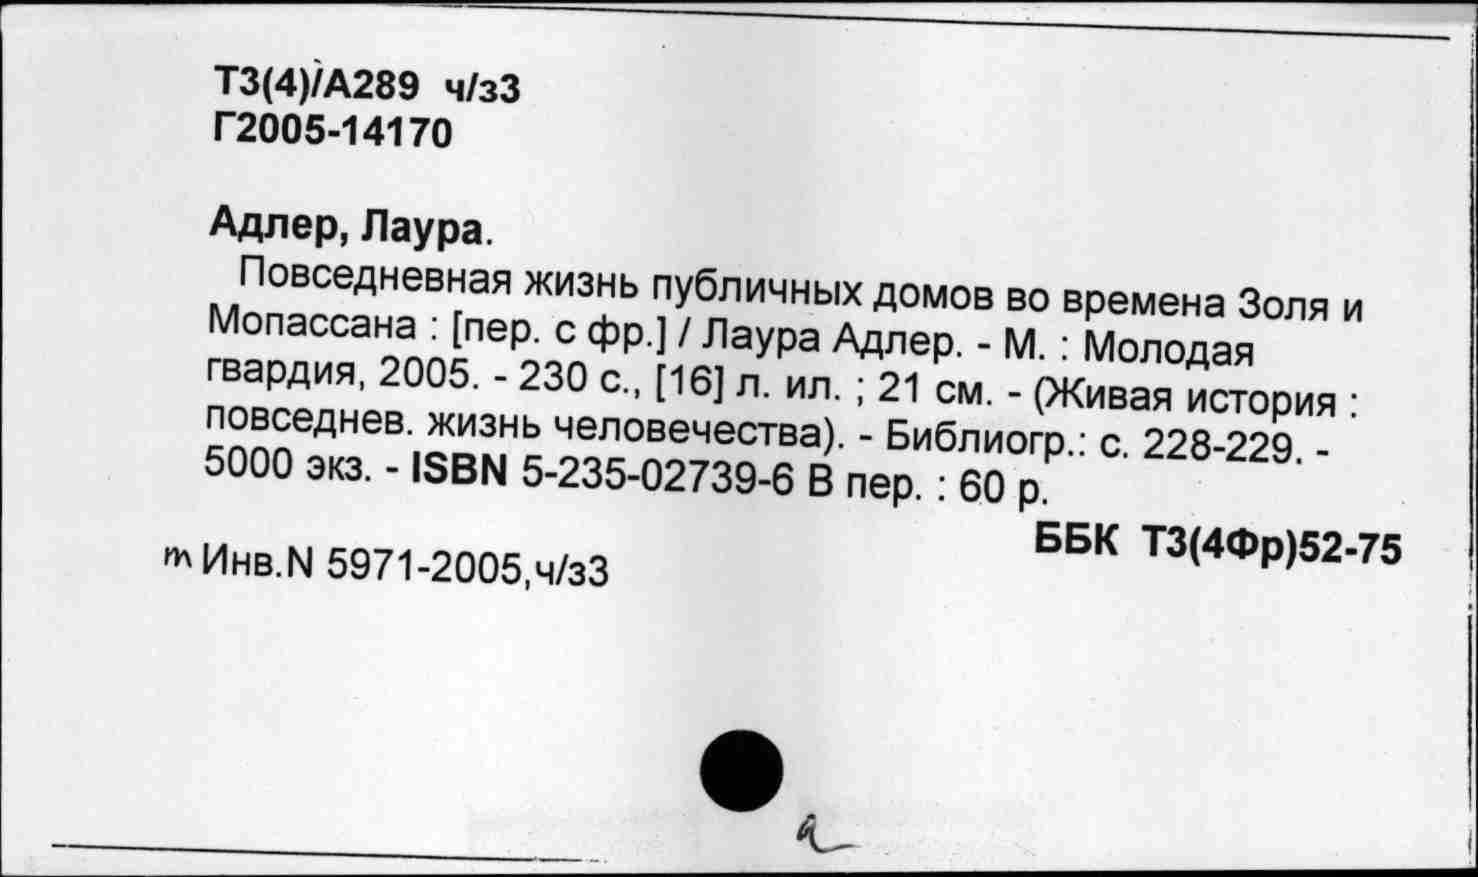 Т3(4)/А289 ч/з3
Г2005-14170
Адлер, Лаура.
Повседневная жизнь публичных домов во времена Золя и
Мопассана : [пер. с фр.] / Лаура Адлер. - М. : Молодая
гвардия, 2005. - 230 с., [16] л. ил. ; 21 см. - (Живая история :
повседнев. жизнь человечества). - Библиогр.: с. 228-229. -
5000 экз. - ISBN 5-235-02739-6 В пер. : 60 р.
ББК Т3(4Фр)52-75
Инв.N 5971-2005,ч/з3